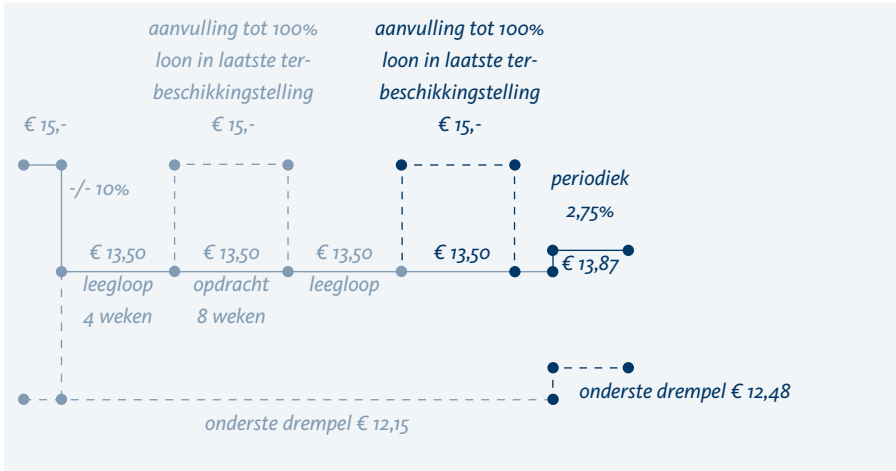 aanvulling tot 100%
loon in laatste ter-
beschikkingstelling
€ 15,-
aanvulling tot 100%
loon in laatste ter-
beschikkingstelling
€ 15,-
€ 15,-
-/- 10%
periodiek
2,75%
€ 13,50
leegloop
4 weken
€ 13,50
opdracht
8 weken
€ 13,50
leegloop
€ 13,50
€ 13,87
onderste drempel € 12,48
onderste drempel € 12,15